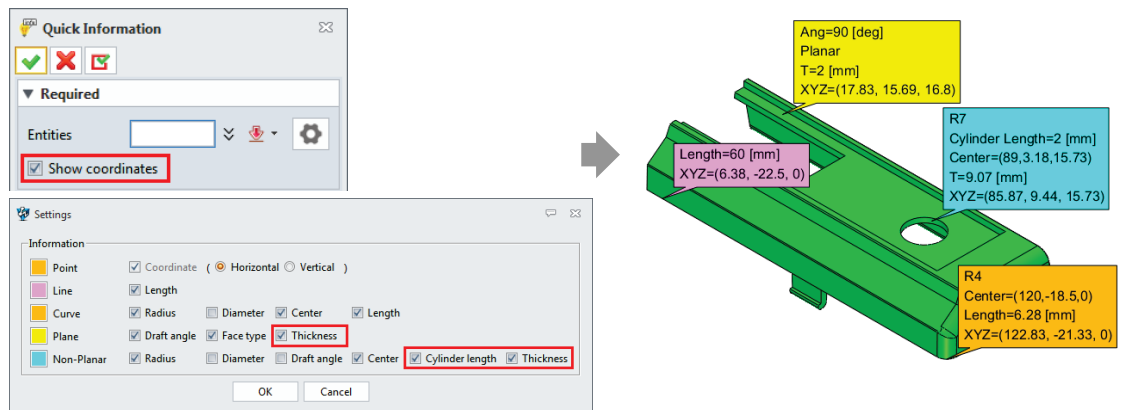 Quick Information
Required
Entities
Show coordinates
Settings
Information
Point Coordinate ( Horizontal Vertical )
Line Length
Curve Radius Diameter Center Length
Plane Draft angle Face type Thickness
Non-Planar Radius Diameter Draft angle Center Cylinder length Thickness
OK Cancel
Ang=90 [deg]
Planar
T=2 [mm]
XYZ=(17.83, 15.69, 16.8)
R7
Cylinder Length=2 [mm]
Center=(89,3.18,15.73)
T=9.07 [mm]
XYZ=(85.87, 9.44, 15.73)
Length=60 [mm]
XYZ=(6.38, -22.5, 0)
R4
Center=(120,-18.5,0)
Length=6.28 [mm]
XYZ=(122.83, -21.33, 0)